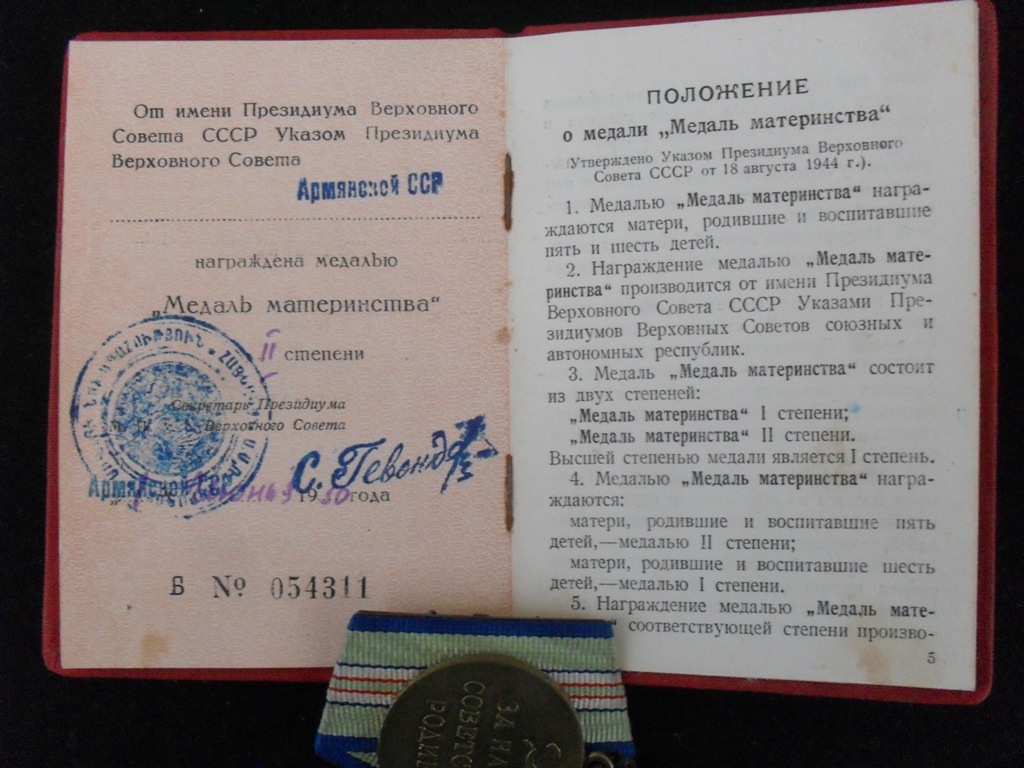 От имени Президиума Верховного
Совета СССР Указом Президиума
Верховного Совета
Армянской ССР
награждена медалью
„Медаль материнства“
II степени
Секретарь Президиума
Верховного Совета
Армянской ССР
С. Гевондян
19 50 года
Б № 054311
ПОЛОЖЕНИЕ
о медали „Медаль материнства“
(Утверждено Указом Президиума Верховного
Совета СССР от 18 августа 1944 г.).
1. Медалью „Медаль материнства“ награ-
ждаются матери, родившие и воспитавшие
пять и шесть детей.
2. Награждение медалью „Медаль мате-
ринства“ производится от имени Президиума
Верховного Совета СССР Указами Пре-
зидиумов Верховных Советов союзных и
автономных республик.
3. Медаль „Медаль материнства“ состоит
из двух степеней:
„Медаль материнства“ I степени;
„Медаль материнства“ II степени.
Высшей степенью медали является I степень.
4. Медалью „Медаль материнства“ награ-
ждаются:
матери, родившие и воспитавшие пять
детей,—медалью II степени;
матери, родившие и воспитавшие шесть
детей,—медалью I степени.
5. Награждение медалью „Медаль мате-
соответствующей степени произво-
5
ЗА НА
СОВЕТС
РОДИ